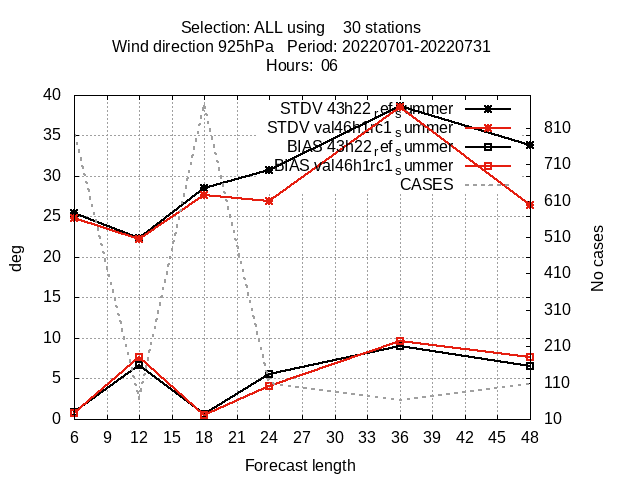 Selection: ALL using 30 stations
Wind direction 925hPa Period: 20220701-20220731
Hours: 06
STDV 43h22_ref_summer
STDV val46h1rc1_summer
BIAS 43h22_ref_summer
BIAS val46h1rc1_summer
CASES
deg
40
35
30
25
20
15
10
5
0
No cases
810
710
610
510
410
310
210
110
10
6 9 12 15 18 21 24 27 30 33 36 39 42 45 48
Forecast length